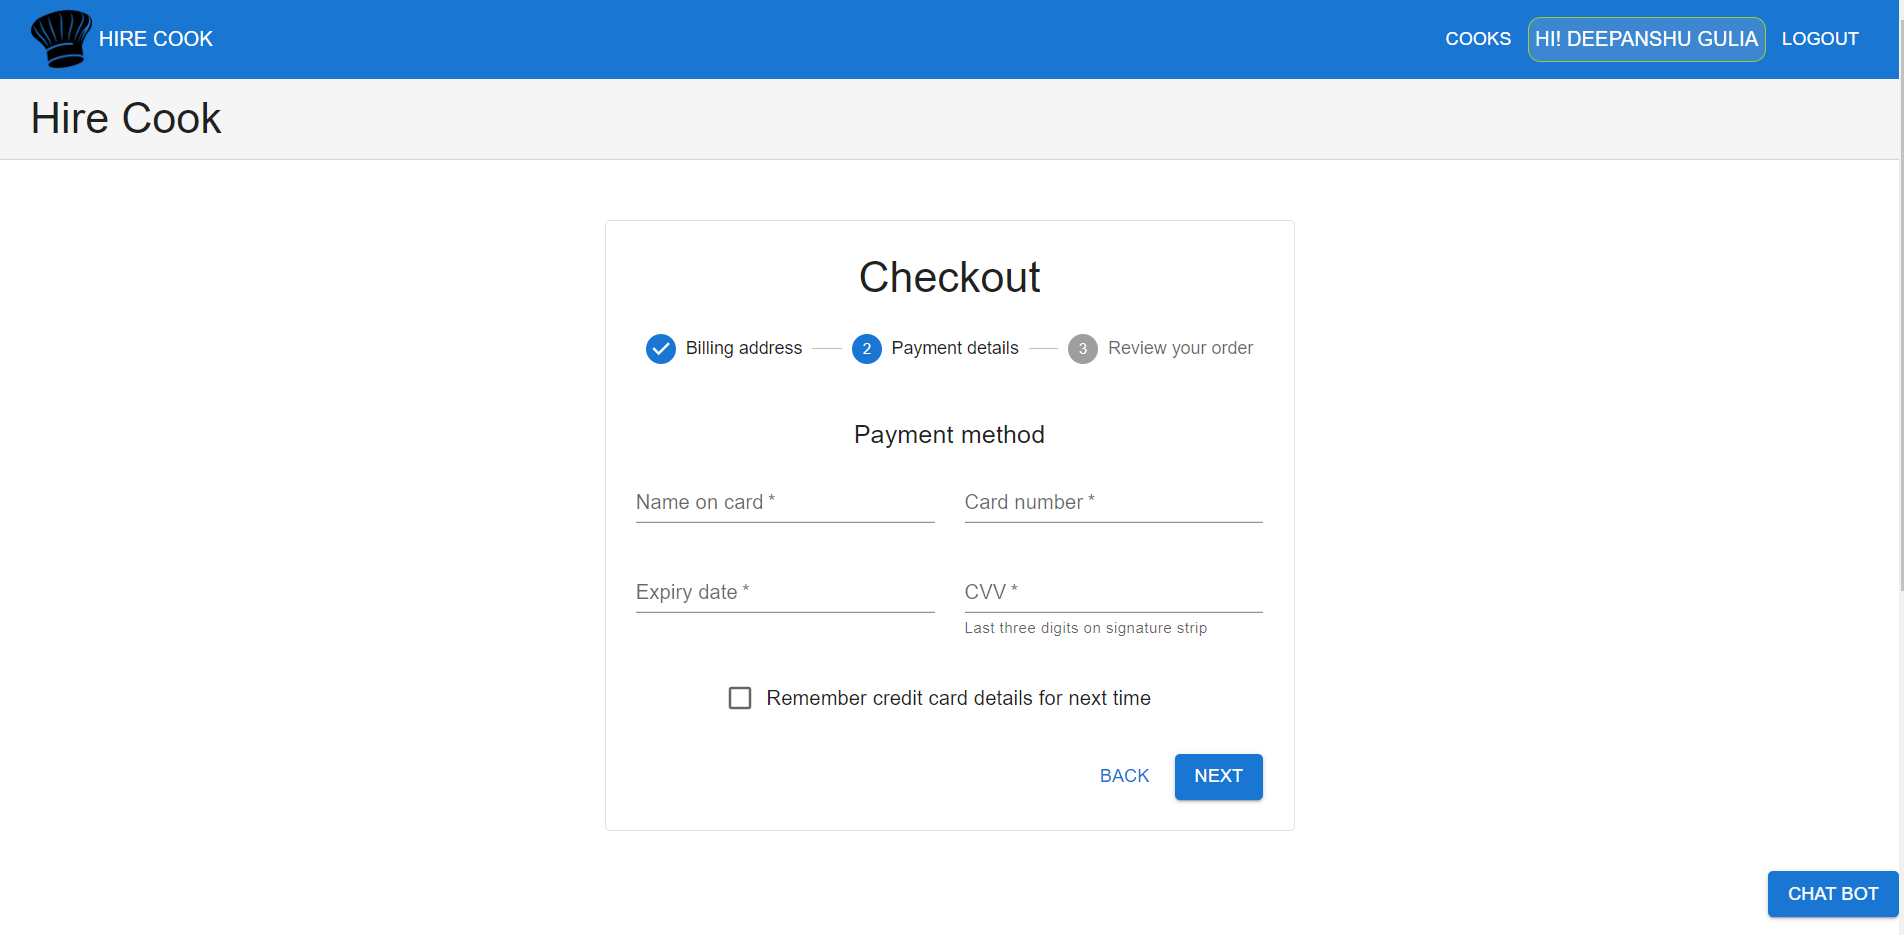 HIRE COOK COOKS HI! DEEPANSHU GULIA LOGOUT
Hire Cook
Checkout
Billing address 2 Payment details 3 Review your order
Payment method
Name on card * Card number *
Expiry date * CVV *
Last three digits on signature strip
Remember credit card details for next time
BACK NEXT
CHAT BOT